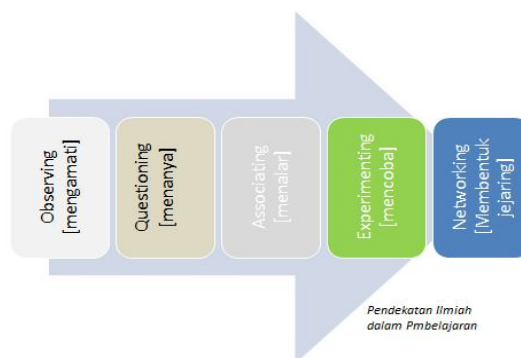 Observing
[mengamati]
Questioning
[menanya]
Associating
[menalar]
Experimenting
[mencoba]
Networking
[Membentuk
jejaring]
Pendekatan Ilmiah
dalam Pmbelajaran